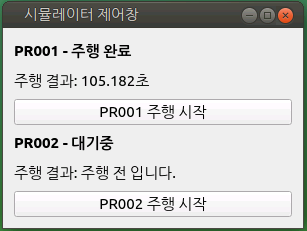 시뮬레이터 제어창
PR001 - 주행 완료
주행 결과: 105.182초
PR001 주행 시작
PR002 - 대기중
주행 결과: 주행 전 입니다.
PR002 주행 시작